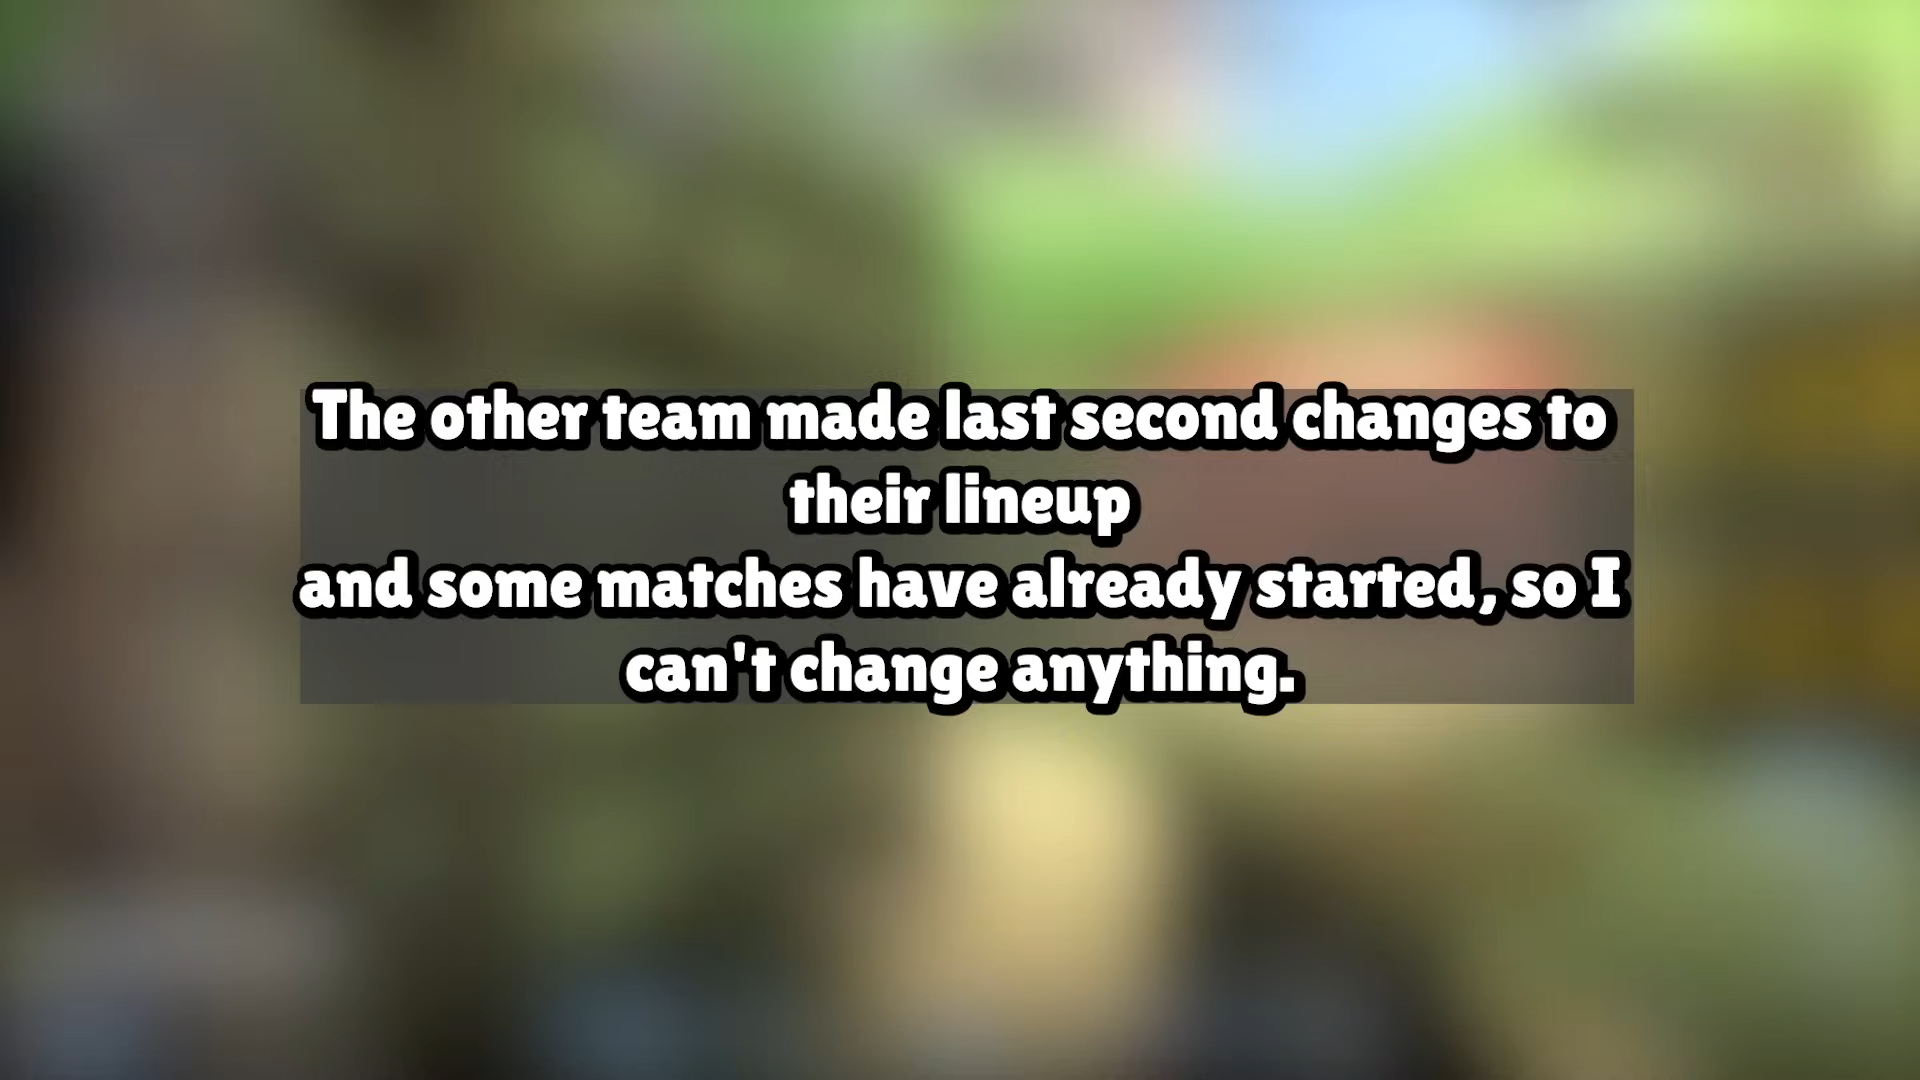 The other team made last second changes to
their lineup
and some matches have already started, so I
can't change anything.